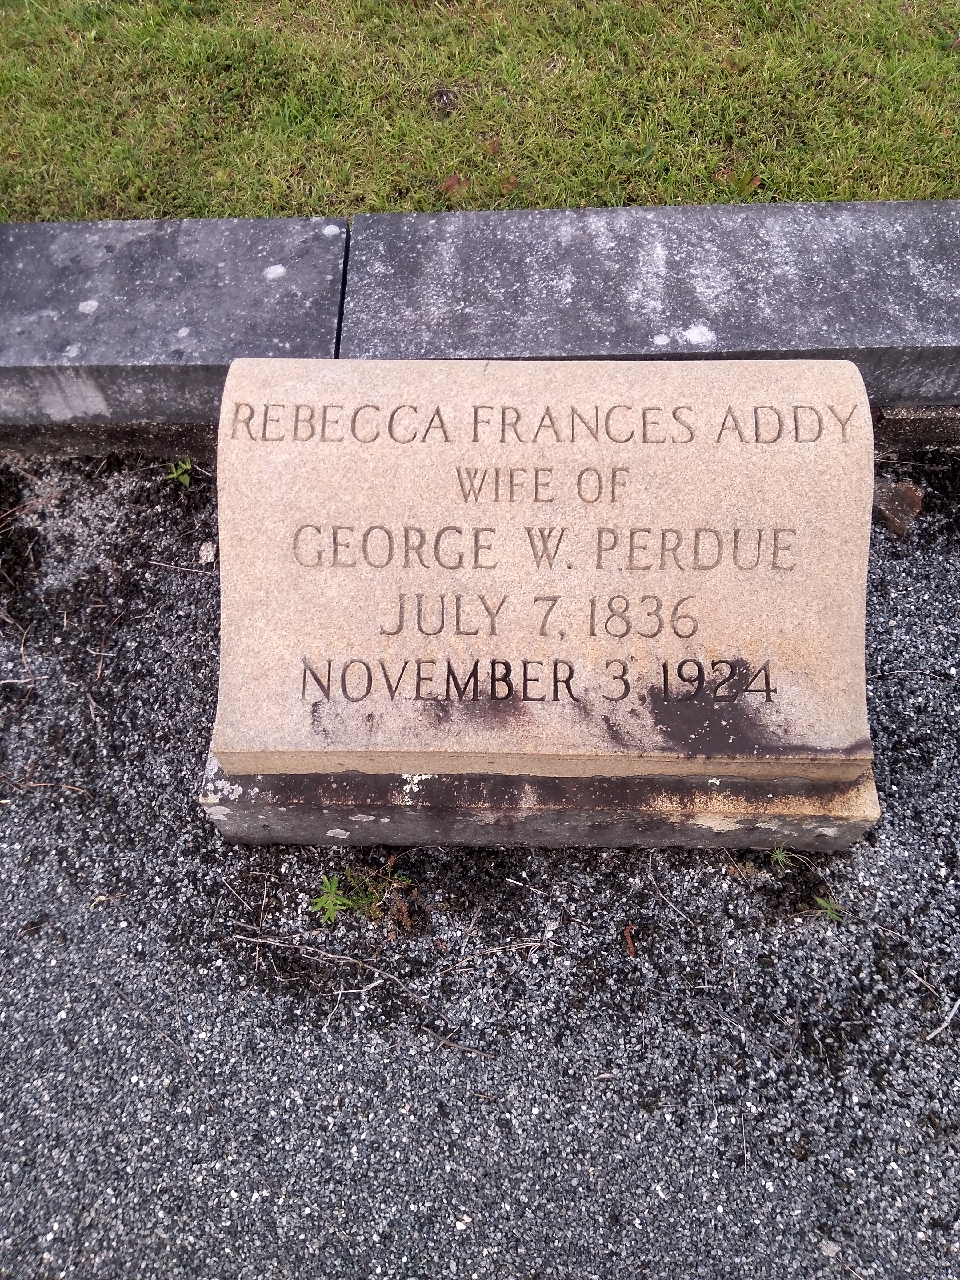 REBECCA FRANCES ADDY
WIFE OF
GEORGE W. PERDUE
JULY 7, 1836
NOVEMBER 3, 1924